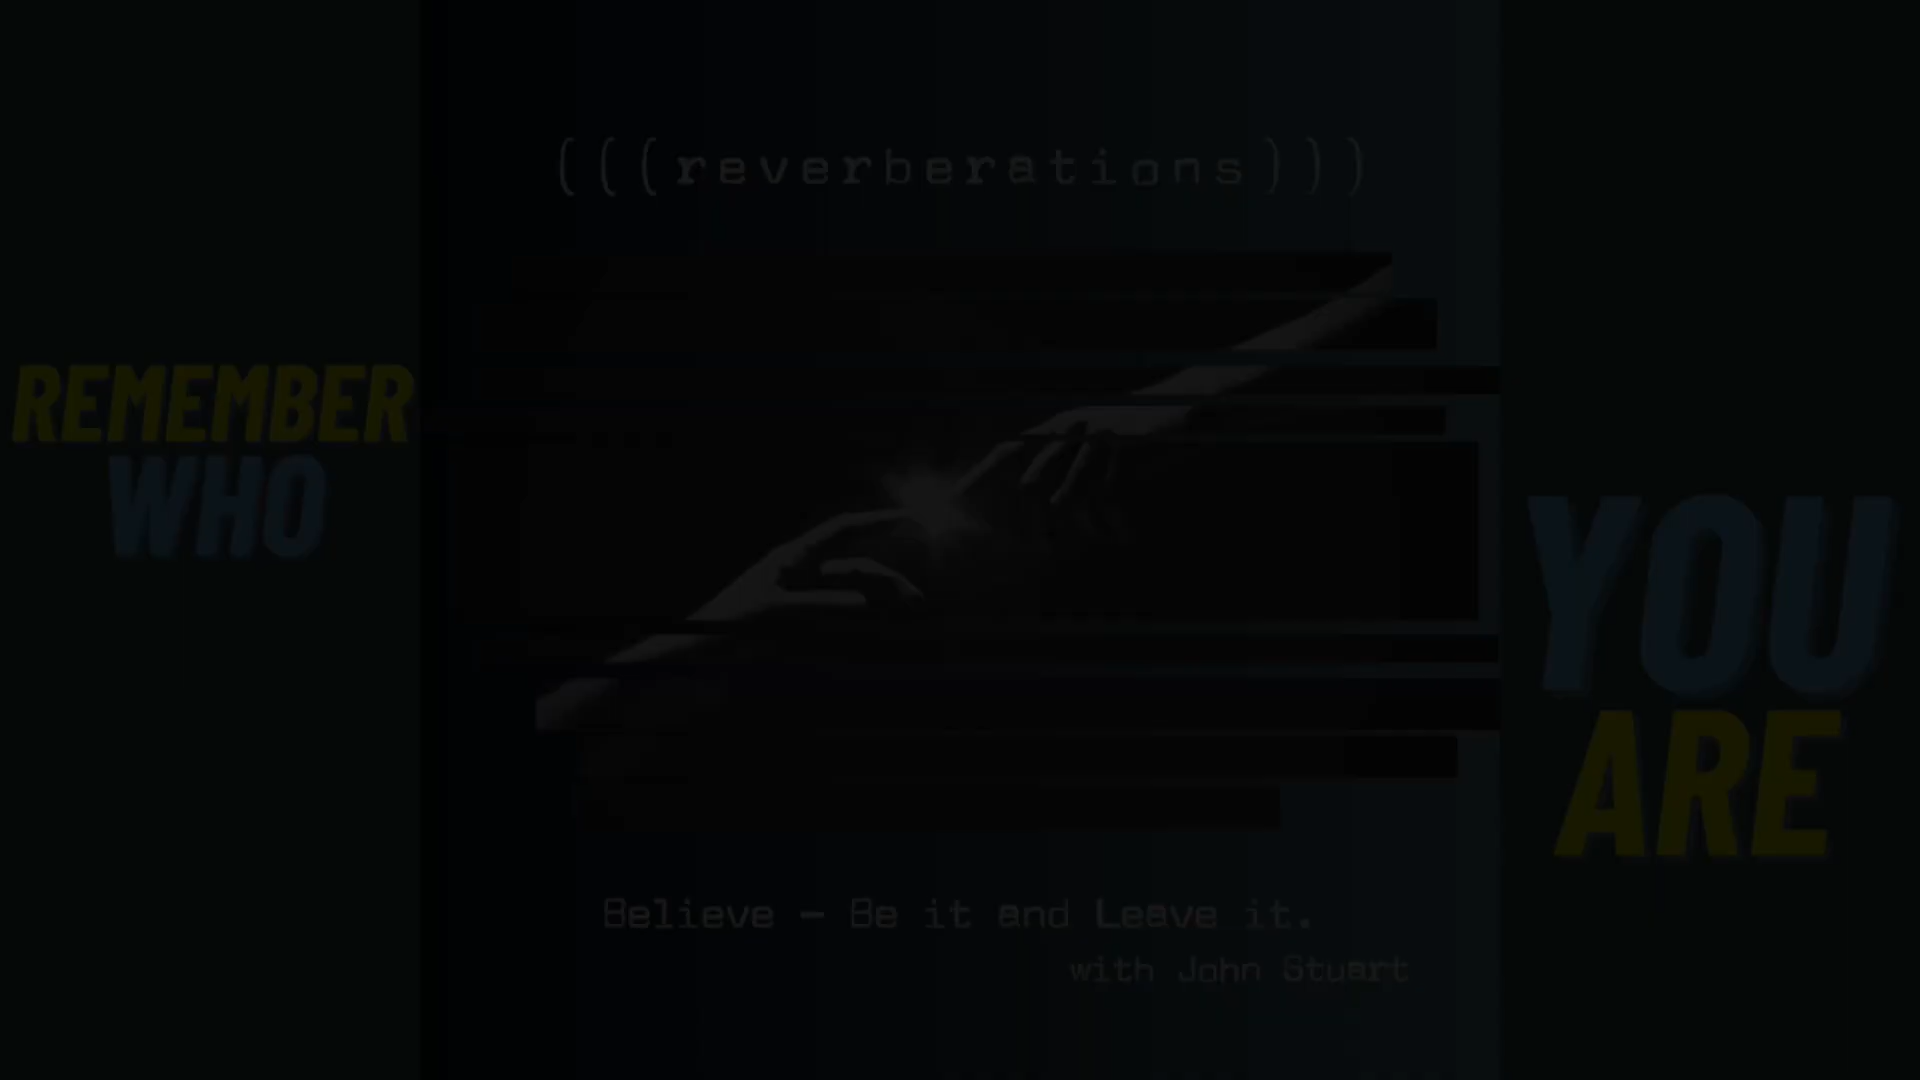 (((reverberations)))
REMEMBER
WHO
YOU
ARE
Believe - Be it and Leave it.
with John Stuart